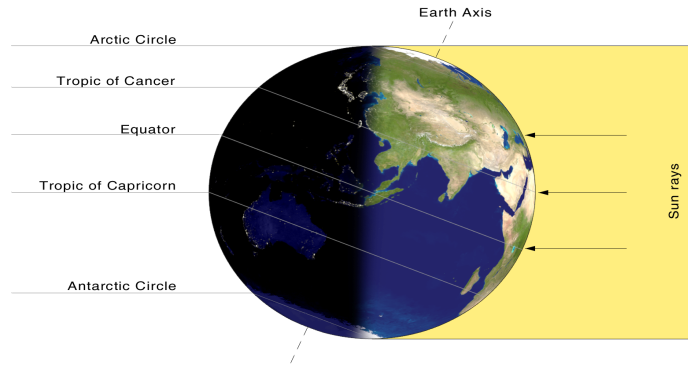 Earth Axis
Arctic Circle
Tropic of Cancer
Equator
Tropic of Capricorn
Antarctic Circle
Sun rays